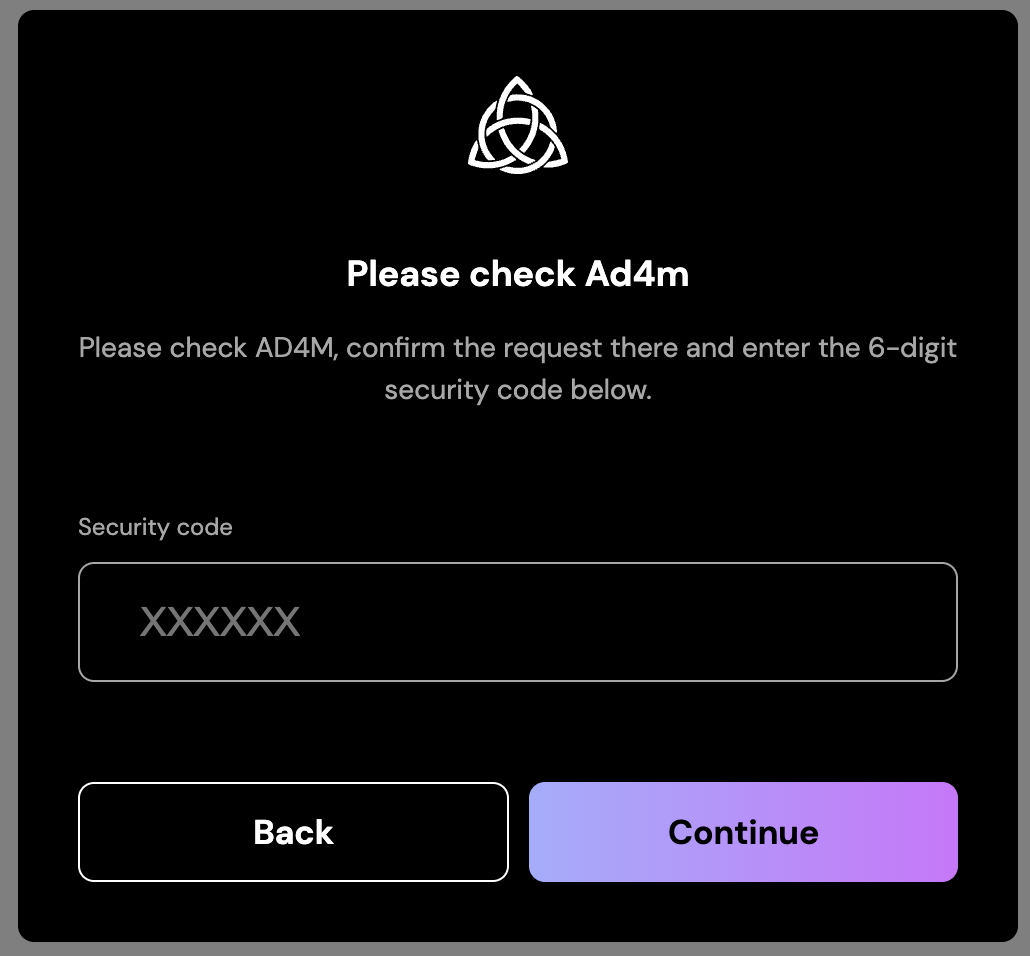 Please check Ad4m
Please check AD4M, confirm the request there and enter the 6-digit
security code below.
Security code
XXXXXX
Back
Continue